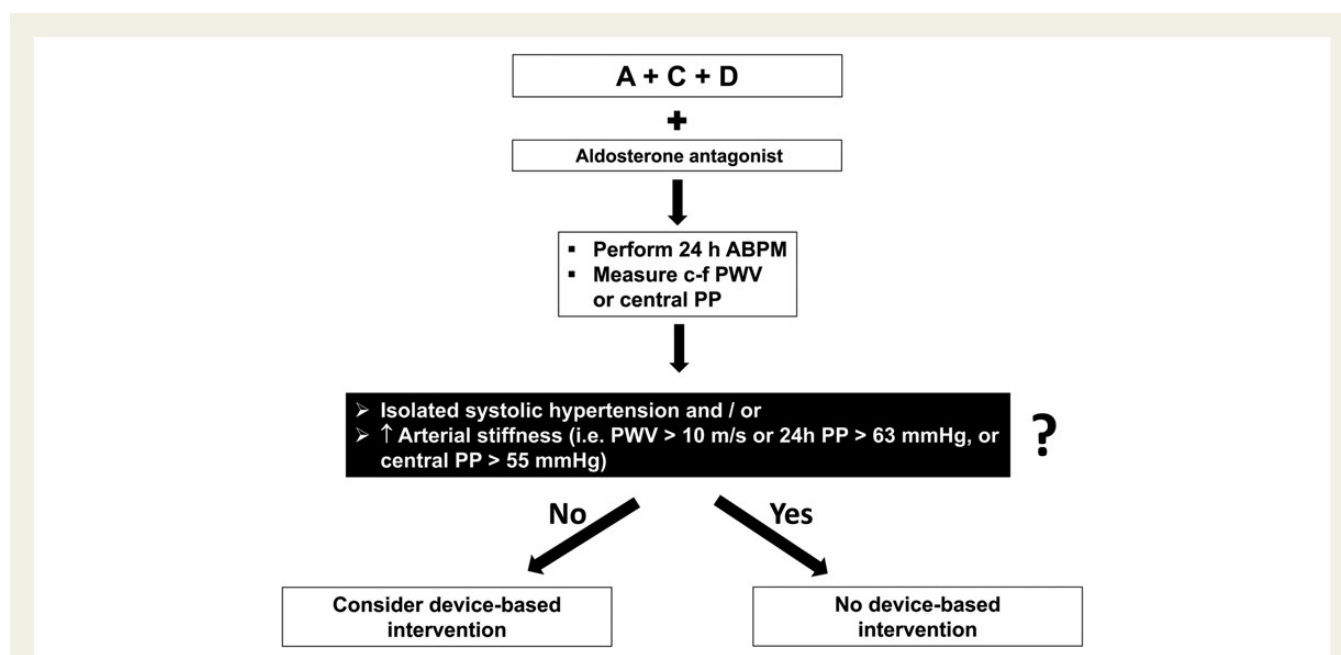 A + C + D
+
Aldosterone antagonist
▪ Perform 24 h ABPM
▪ Measure c-f PWV
or central PP
➢ Isolated systolic hypertension and / or
➢ ↑ Arterial stiffness (i.e. PWV > 10 m/s or 24h PP > 63 mmHg, or
central PP > 55 mmHg)
?
No
Yes
Consider device-based
intervention
No device-based
intervention